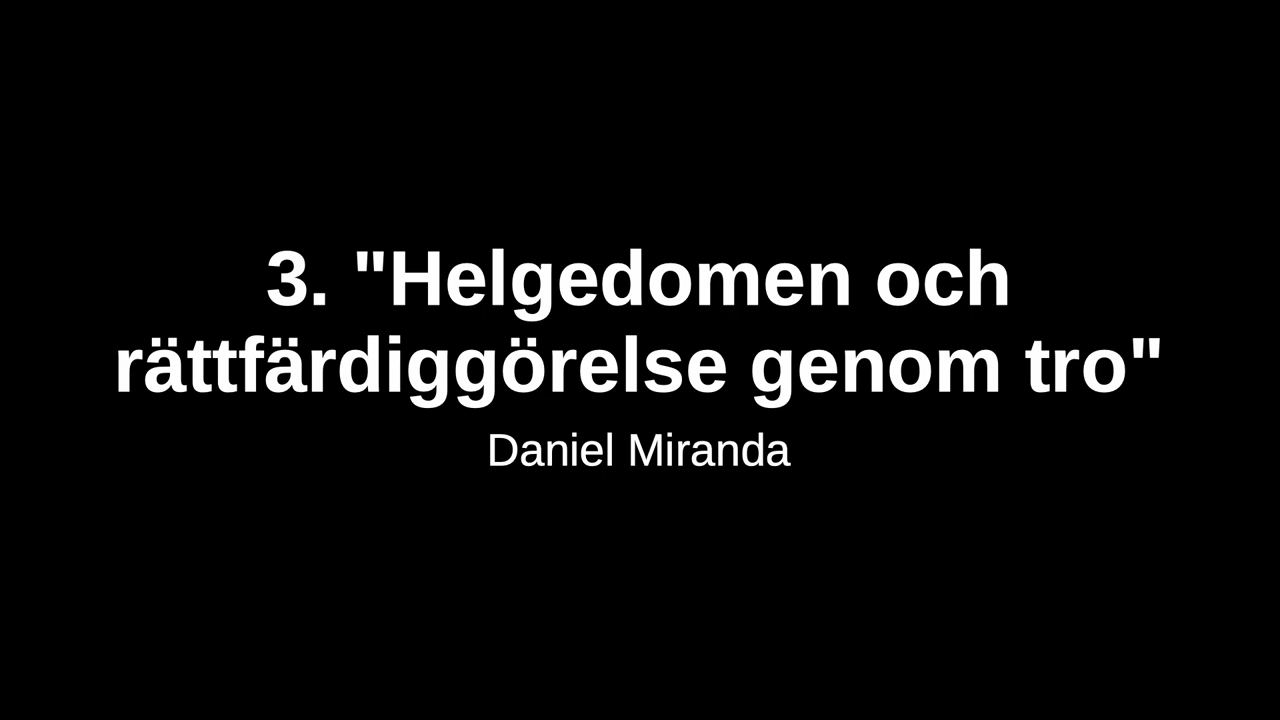 3. "Helgedomen och
rättfärdiggörelse genom tro"
Daniel Miranda